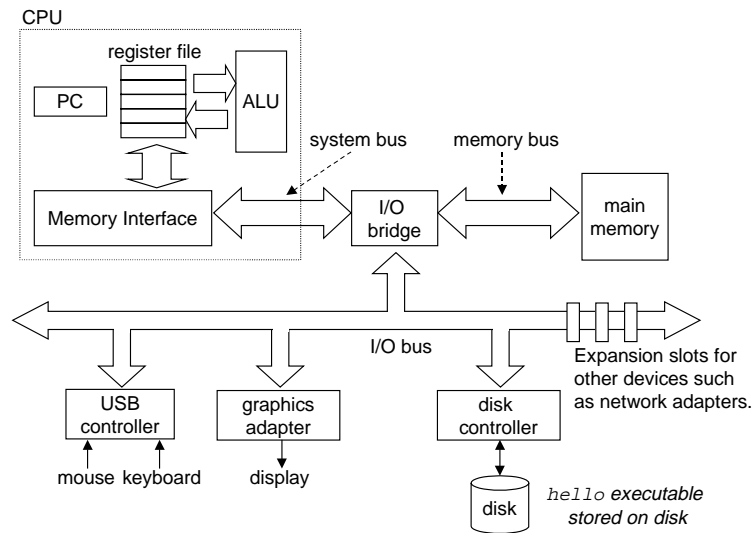 CPU
register file
PC
ALU
system bus
memory bus
Memory Interface
I/O
bridge
main
memory
I/O bus
Expansion slots for
other devices such
as network adapters.
USB
controller
graphics
adapter
disk
controller
mouse keyboard
display
disk
hello executable
stored on disk